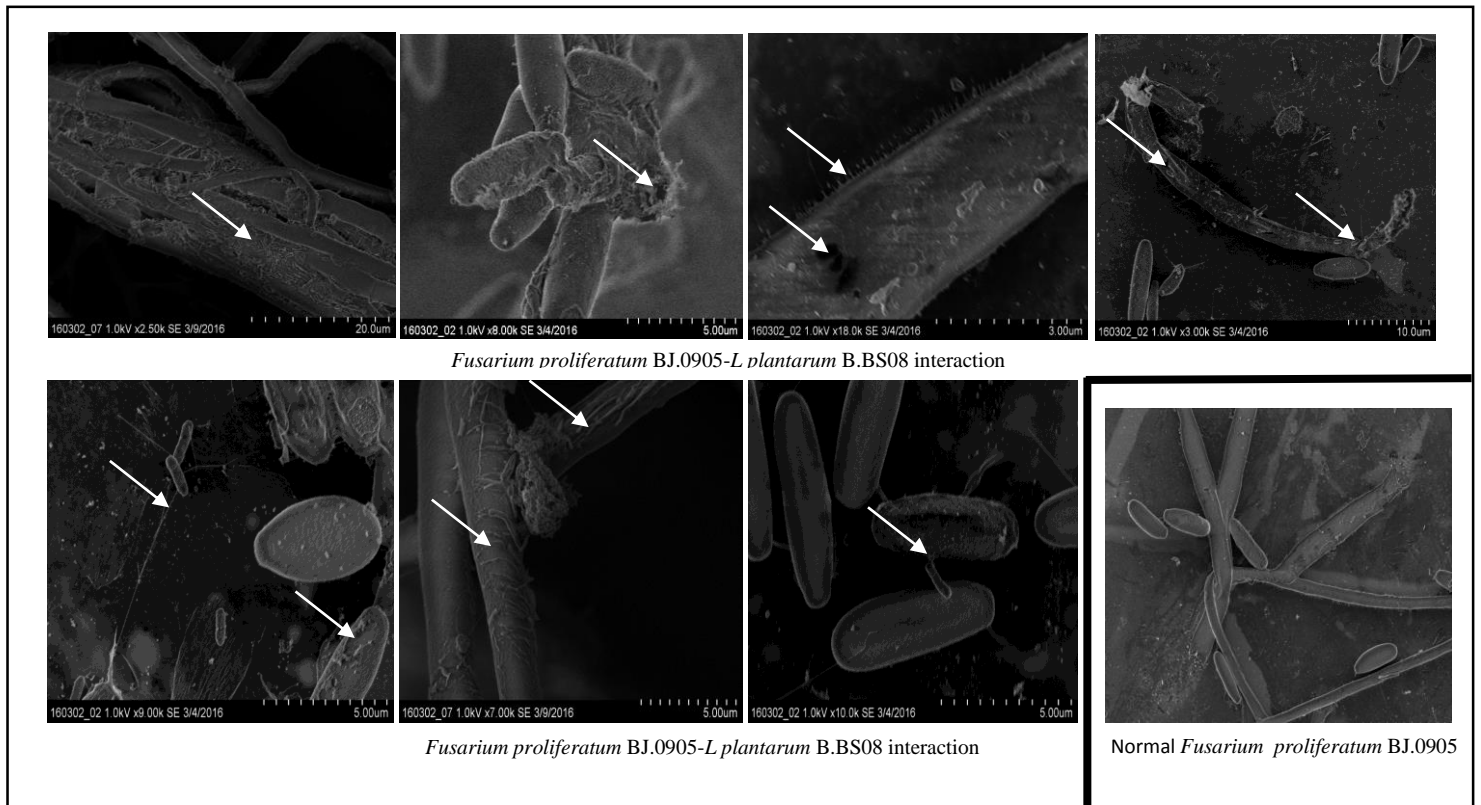 160302_07 1.0kV x2.50k SE 3/9/2016 20.0um
160302_02 1.0kV x9.00k SE 3/4/2016 5.00um
160302_02 1.0kV x18.0k SE 3/4/2016 3.00um
160302_02 1.0kV x3.00k SE 3/4/2016 10.0um
Fusarium proliferatum BJ.0905-L plantarum B.BS08 interaction
160302_02 1.0kV x9.00k SE 3/4/2016 5.00um
160302_07 1.0kV x7.00k SE 3/9/2016 5.00um
160302_02 1.0kV x10.0k SE 3/4/2016 5.00um
Fusarium proliferatum BJ.0905-L plantarum B.BS08 interaction
Normal Fusarium proliferatum BJ.0905